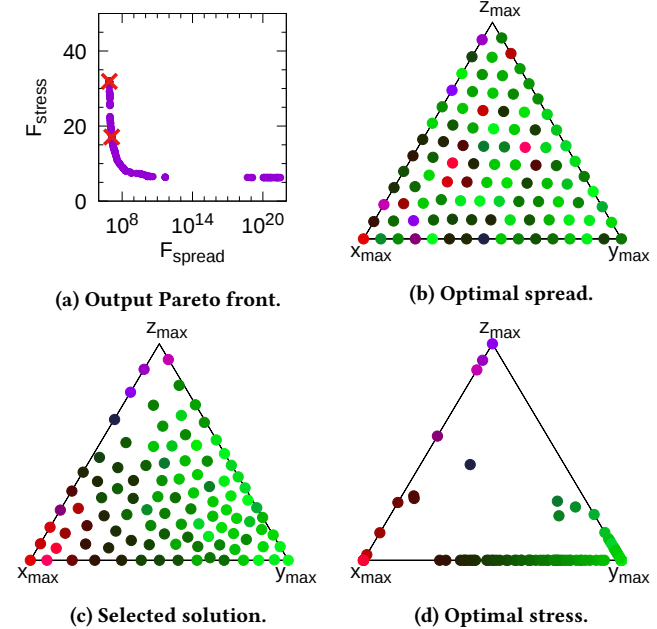 z_max
40
F_stress
20
0
10^8 10^14 10^20
F_spread
x_max y_max
(a) Output Pareto front.
(b) Optimal spread.
z_max
z_max
x_max y_max
x_max y_max
(c) Selected solution.
(d) Optimal stress.